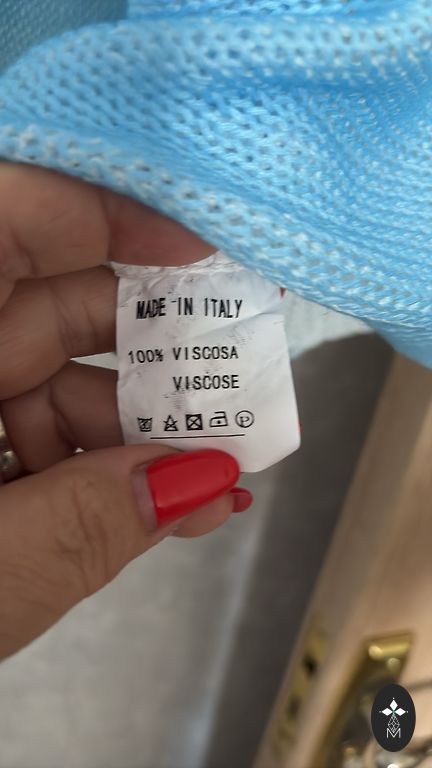 MADE IN ITALY
100% VISCOSA
VISCOSE
P
M